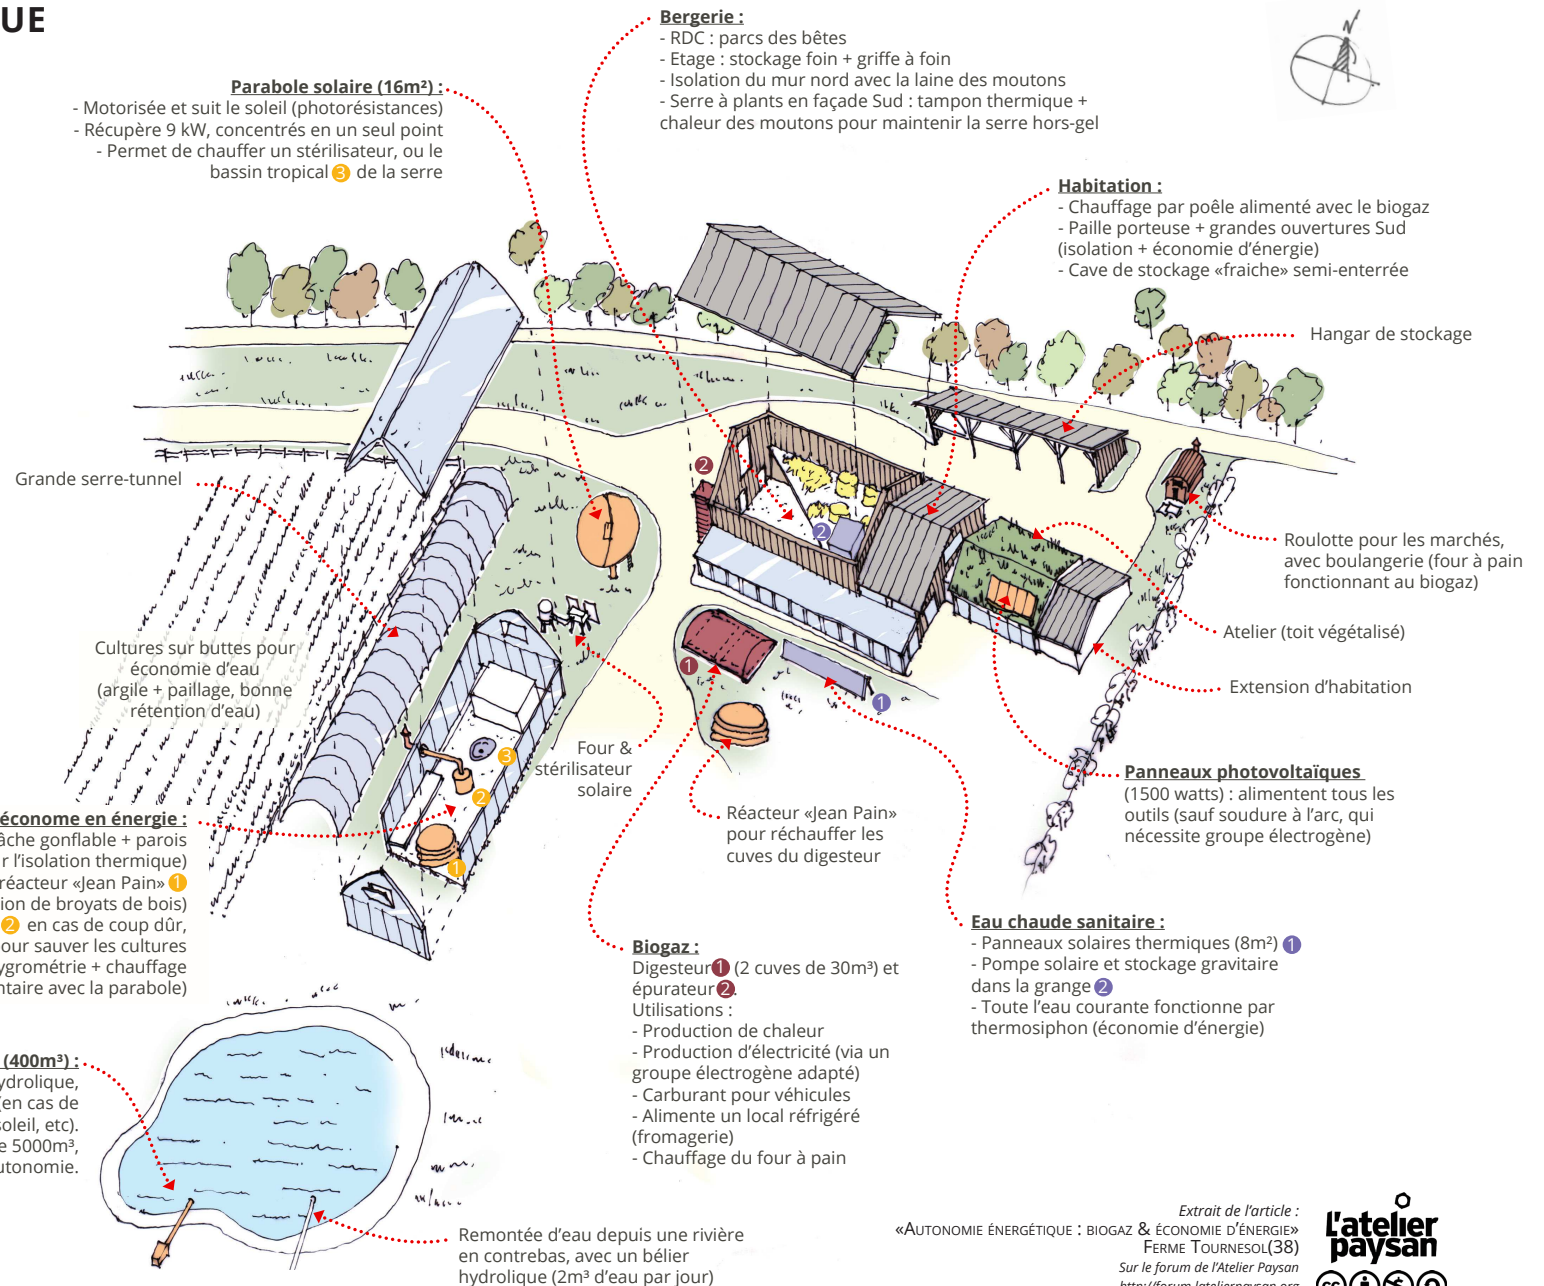 UE
Bergerie :
- RDC : parcs des bêtes
- Etage : stockage foin + griffe à foin
- Isolation du mur nord avec la laine des moutons
- Serre à plants en façade Sud : tampon thermique +
chaleur des moutons pour maintenir la serre hors-gel
N
Parabole solaire (16m²) :
- Motorisée et suit le soleil (photorésistances)
- Récupère 9 kW, concentrés en un seul point
- Permet de chauffer un stérilisateur, ou le
bassin tropical 3 de la serre
Habitation :
- Chauffage par poêle alimenté avec le biogaz
- Paille porteuse + grandes ouvertures Sud
(isolation + économie d’énergie)
- Cave de stockage «fraiche» semi-enterrée
Hangar de stockage
Grande serre-tunnel
2
2
Roulotte pour les marchés,
avec boulangerie (four à pain
fonctionnant au biogaz)
Atelier (toit végétalisé)
Extension d’habitation
Cultures sur buttes pour
économie d’eau
(argile + paillage, bonne
rétention d’eau)
1
1
3
2
1
Four &
stérilisateur
solaire
Réacteur «Jean Pain»
pour réchauffer les
cuves du digesteur
Panneaux photovoltaïques
(1500 watts) : alimentent tous les
outils (sauf soudure à l’arc, qui
nécessite groupe électrogène)
économe en énergie :
âche gonflable + parois
r l’isolation thermique)
réacteur «Jean Pain» 1
ion de broyats de bois)
2 en cas de coup dûr,
our sauver les cultures
ygrométrie + chauffage
ntaire avec la parabole)
Biogaz :
Digesteur 1 (2 cuves de 30m³) et
épurateur 2.
Utilisations :
- Production de chaleur
- Production d’électricité (via un
groupe électrogène adapté)
- Carburant pour véhicules
- Alimente un local réfrigéré
(fromagerie)
- Chauffage du four à pain
Eau chaude sanitaire :
- Panneaux solaires thermiques (8m²) 1
- Pompe solaire et stockage gravitaire
dans la grange 2
- Toute l’eau courante fonctionne par
thermosiphon (économie d’énergie)
(400m³) :
ydrolique,
(en cas de
soleil, etc).
e 5000m³,
utonomie.
Remontée d’eau depuis une rivière
en contrebas, avec un bélier
hydrolique (2m³ d’eau par jour)
Extrait de l’article :
«Autonomie énergétique : biogaz & économie d’énergie»
Ferme Tournesol(38)
Sur le forum de l’Atelier Paysan
http://forum.latelierpaysan.org
L'atelier
paysan
cc